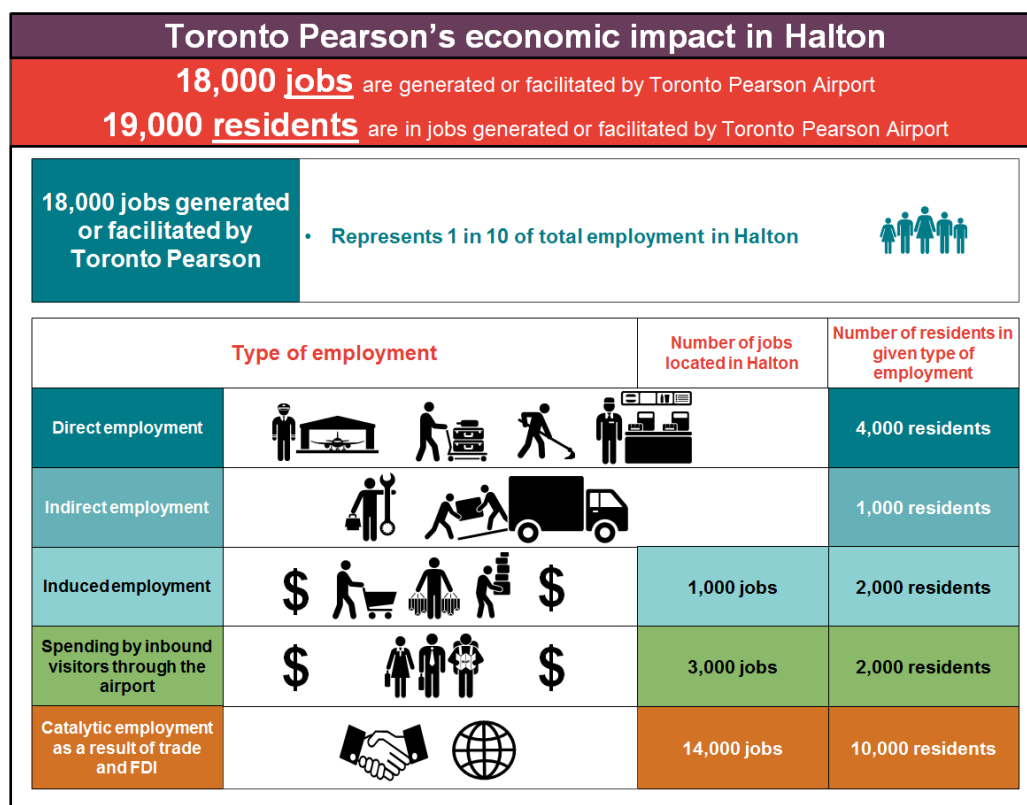 Toronto Pearson's economic impact in Halton
18,000 jobs are generated or facilitated by Toronto Pearson Airport
19,000 residents are in jobs generated or facilitated by Toronto Pearson Airport
18,000 jobs generated
or facilitated by
Toronto Pearson
• Represents 1 in 10 of total employment in Halton
Type of employment
Number of jobs
located in Halton
Number of residents in
given type of
employment
Direct employment
4,000 residents
Indirect employment
1,000 residents
Induced employment
$ $
1,000 jobs
2,000 residents
Spending by inbound
visitors through the
airport
$ $
3,000 jobs
2,000 residents
Catalytic employment
as a result of trade
and FDI
14,000 jobs
10,000 residents